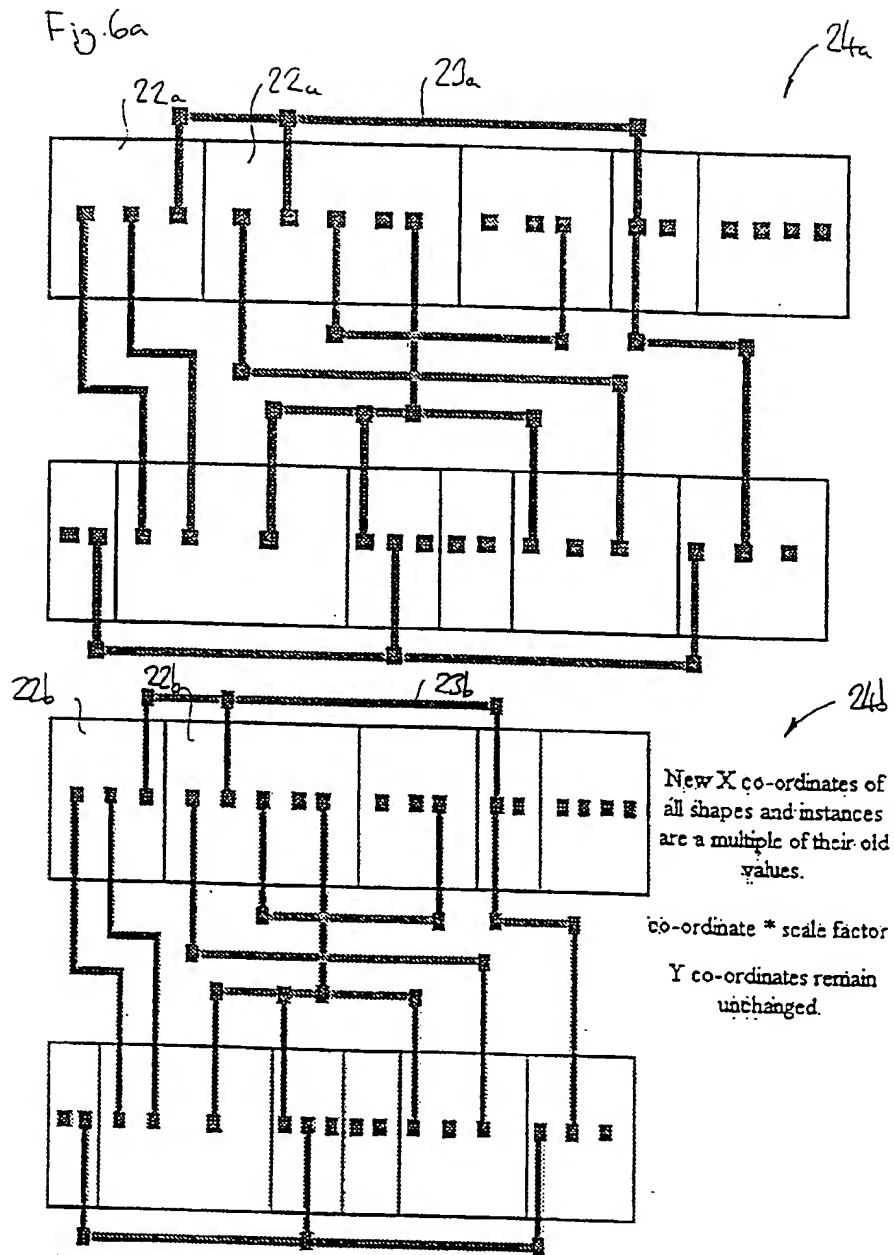 Fig. 6a
24a
22a
22a
23a
22b
22b
23b
24b
New X co-ordinates of
all shapes and instances
are a multiple of their old
values.
co-ordinate * scale factor
Y co-ordinates remain
unchanged.